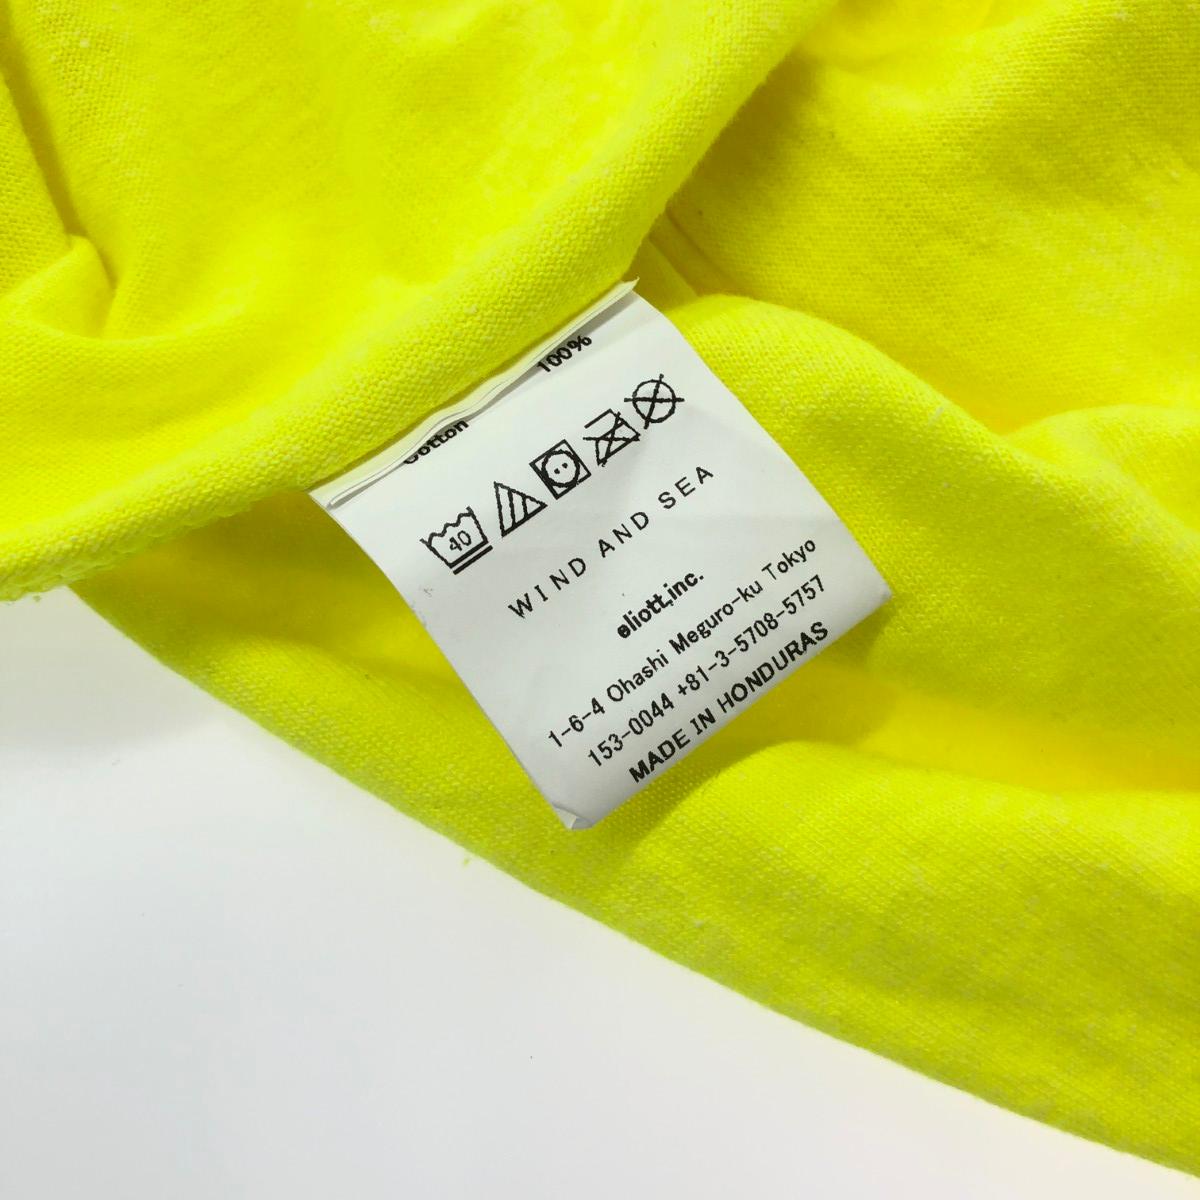 Cotton 100%
40
WIND AND SEA
eliott,inc.
1-6-4 Ohashi Meguro-ku Tokyo
153-0044 +81-3-5708-5757
MADE IN HONDURAS